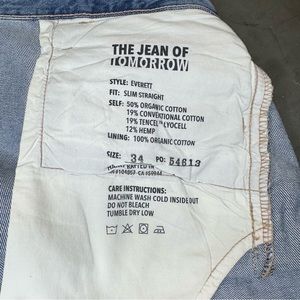 THE JEAN OF
TOMORROW
STYLE: EVERETT
FIT: SLIM STRAIGHT
SELF: 50% ORGANIC COTTON
19% CONVENTIONAL COTTON
19% TENCEL LYOCELL
12% HEMP
LINING: 100% ORGANIC COTTON
SIZE: 34 PO: 54613
CARE INSTRUCTIONS:
MACHINE WASH COLD INSIDE OUT
DO NOT BLEACH
TUMBLE DRY LOW